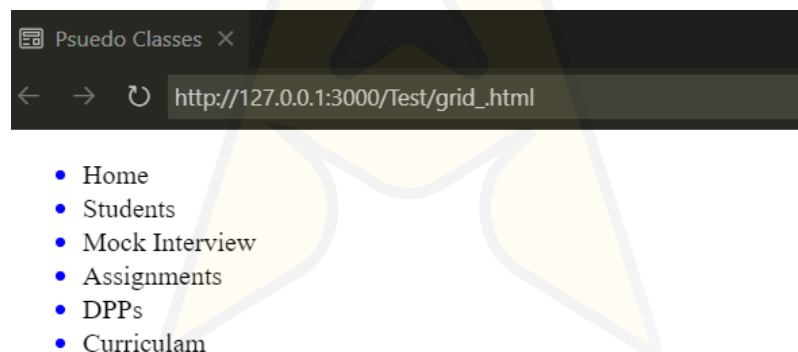 Psuedo Classes
http://127.0.0.1:3000/Test/grid_.html
Home
Students
Mock Interview
Assignments
DPPs
Curriculam